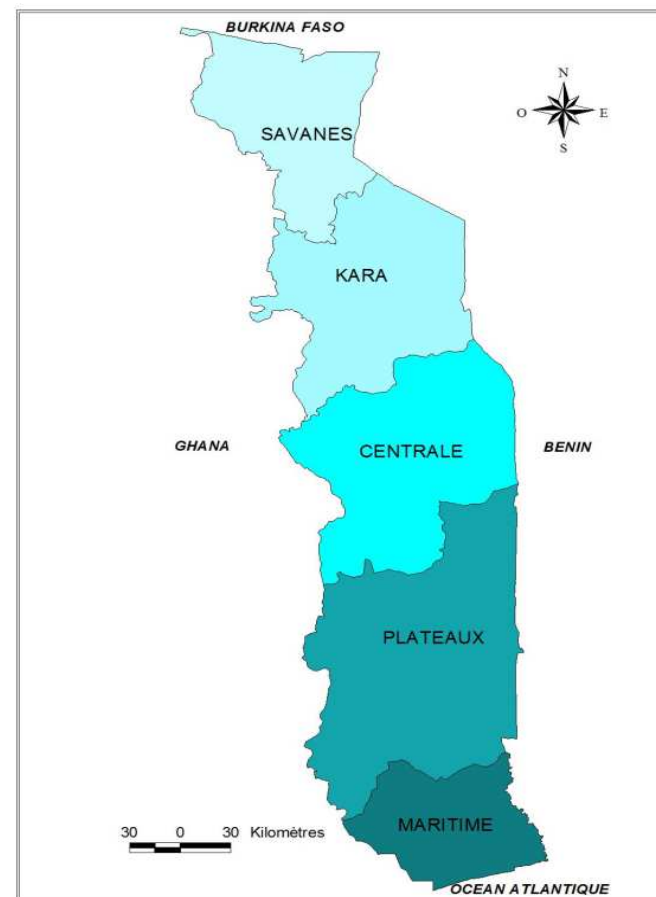 BURKINA FASO
N
O E
S
SAVANES
KARA
GHANA
CENTRALE
BENIN
PLATEAUX
30 0 30 Kilomètres
MARITIME
OCEAN ATLANTIQUE